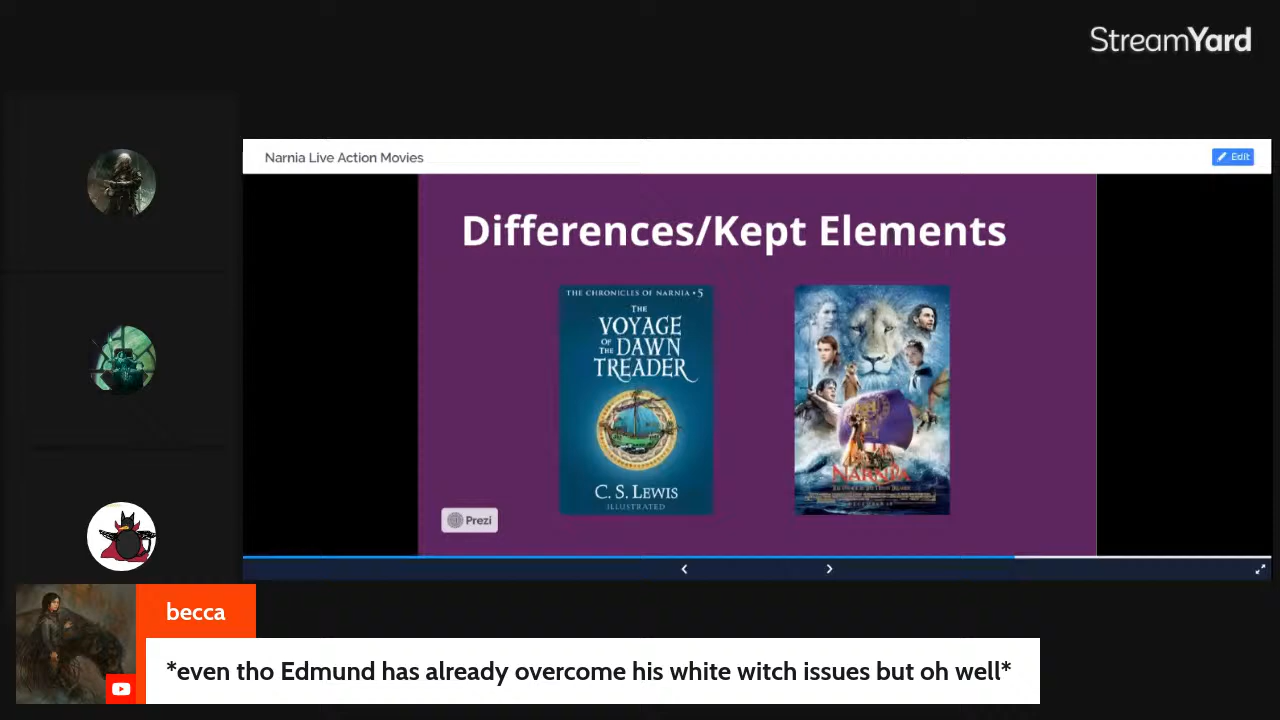 StreamYard
Narnia Live Action Movies
Edit
Differences/Kept Elements
THE CHRONICLES OF NARNIA • 5
THE
VOYAGE
OF THE DAWN
TREADER
C. S. LEWIS
ILLUSTRATED
NARNIA
Prezi
becca
*even tho Edmund has already overcome his white witch issues but oh well*